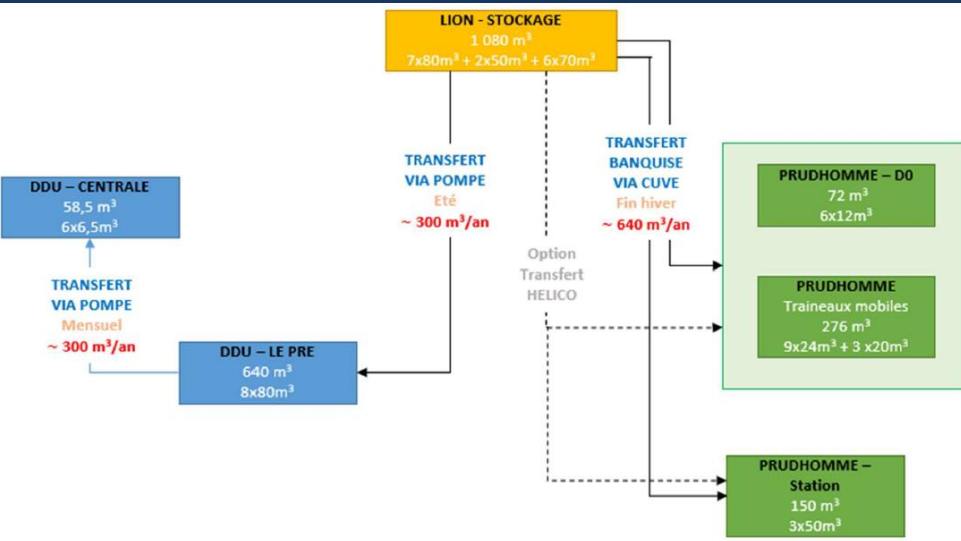 LION - STOCKAGE
1 080 m³
7x80m³ + 2x50m³ + 6x70m³
TRANSFERT
VIA POMPE
Eté
~ 300 m³/an
TRANSFERT
BANQUISE
VIA CUVE
Fin hiver
~ 640 m³/an
Option
Transfert
HELICO
DDU – CENTRALE
58,5 m³
6x6,5m³
TRANSFERT
VIA POMPE
Mensuel
~ 300 m³/an
DDU – LE PRE
640 m³
8x80m³
PRUDHOMME – D0
72 m³
6x12m³
PRUDHOMME
Traineaux mobiles
276 m³
9x24m³ + 3 x20m³
PRUDHOMME –
Station
150 m³
3x50m³